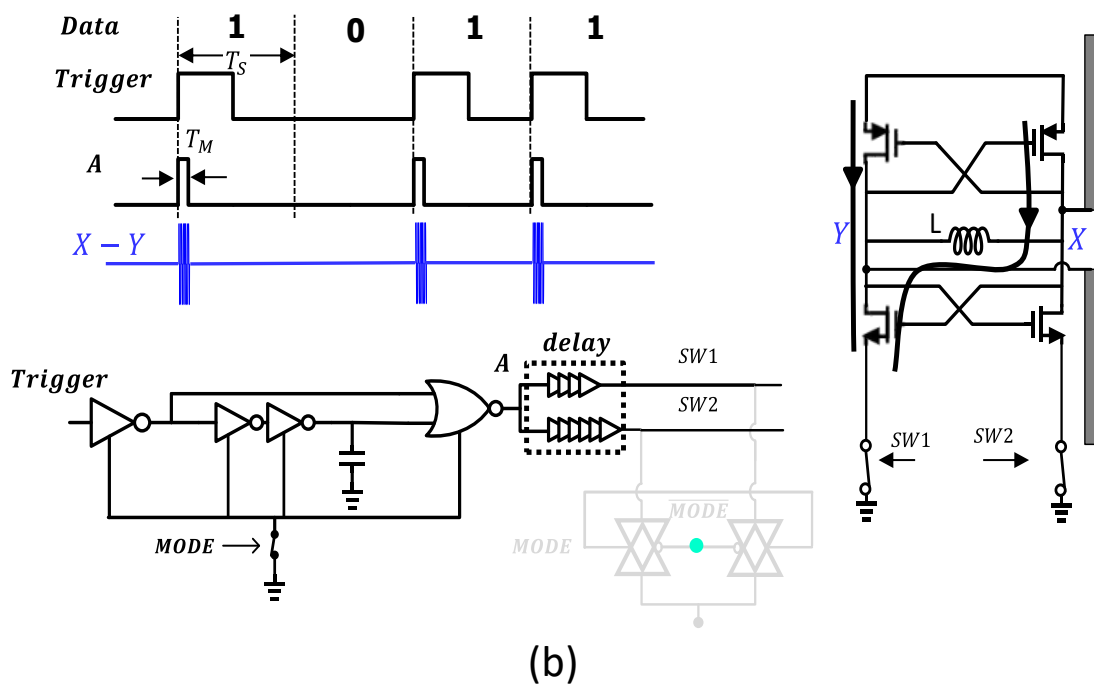 Data 1 0 1 1
T_S
Trigger
T_M
A
X − Y
Y L X
delay
A SW1
Trigger SW2
SW1 SW2
MODE
MODE
MODE
(b)